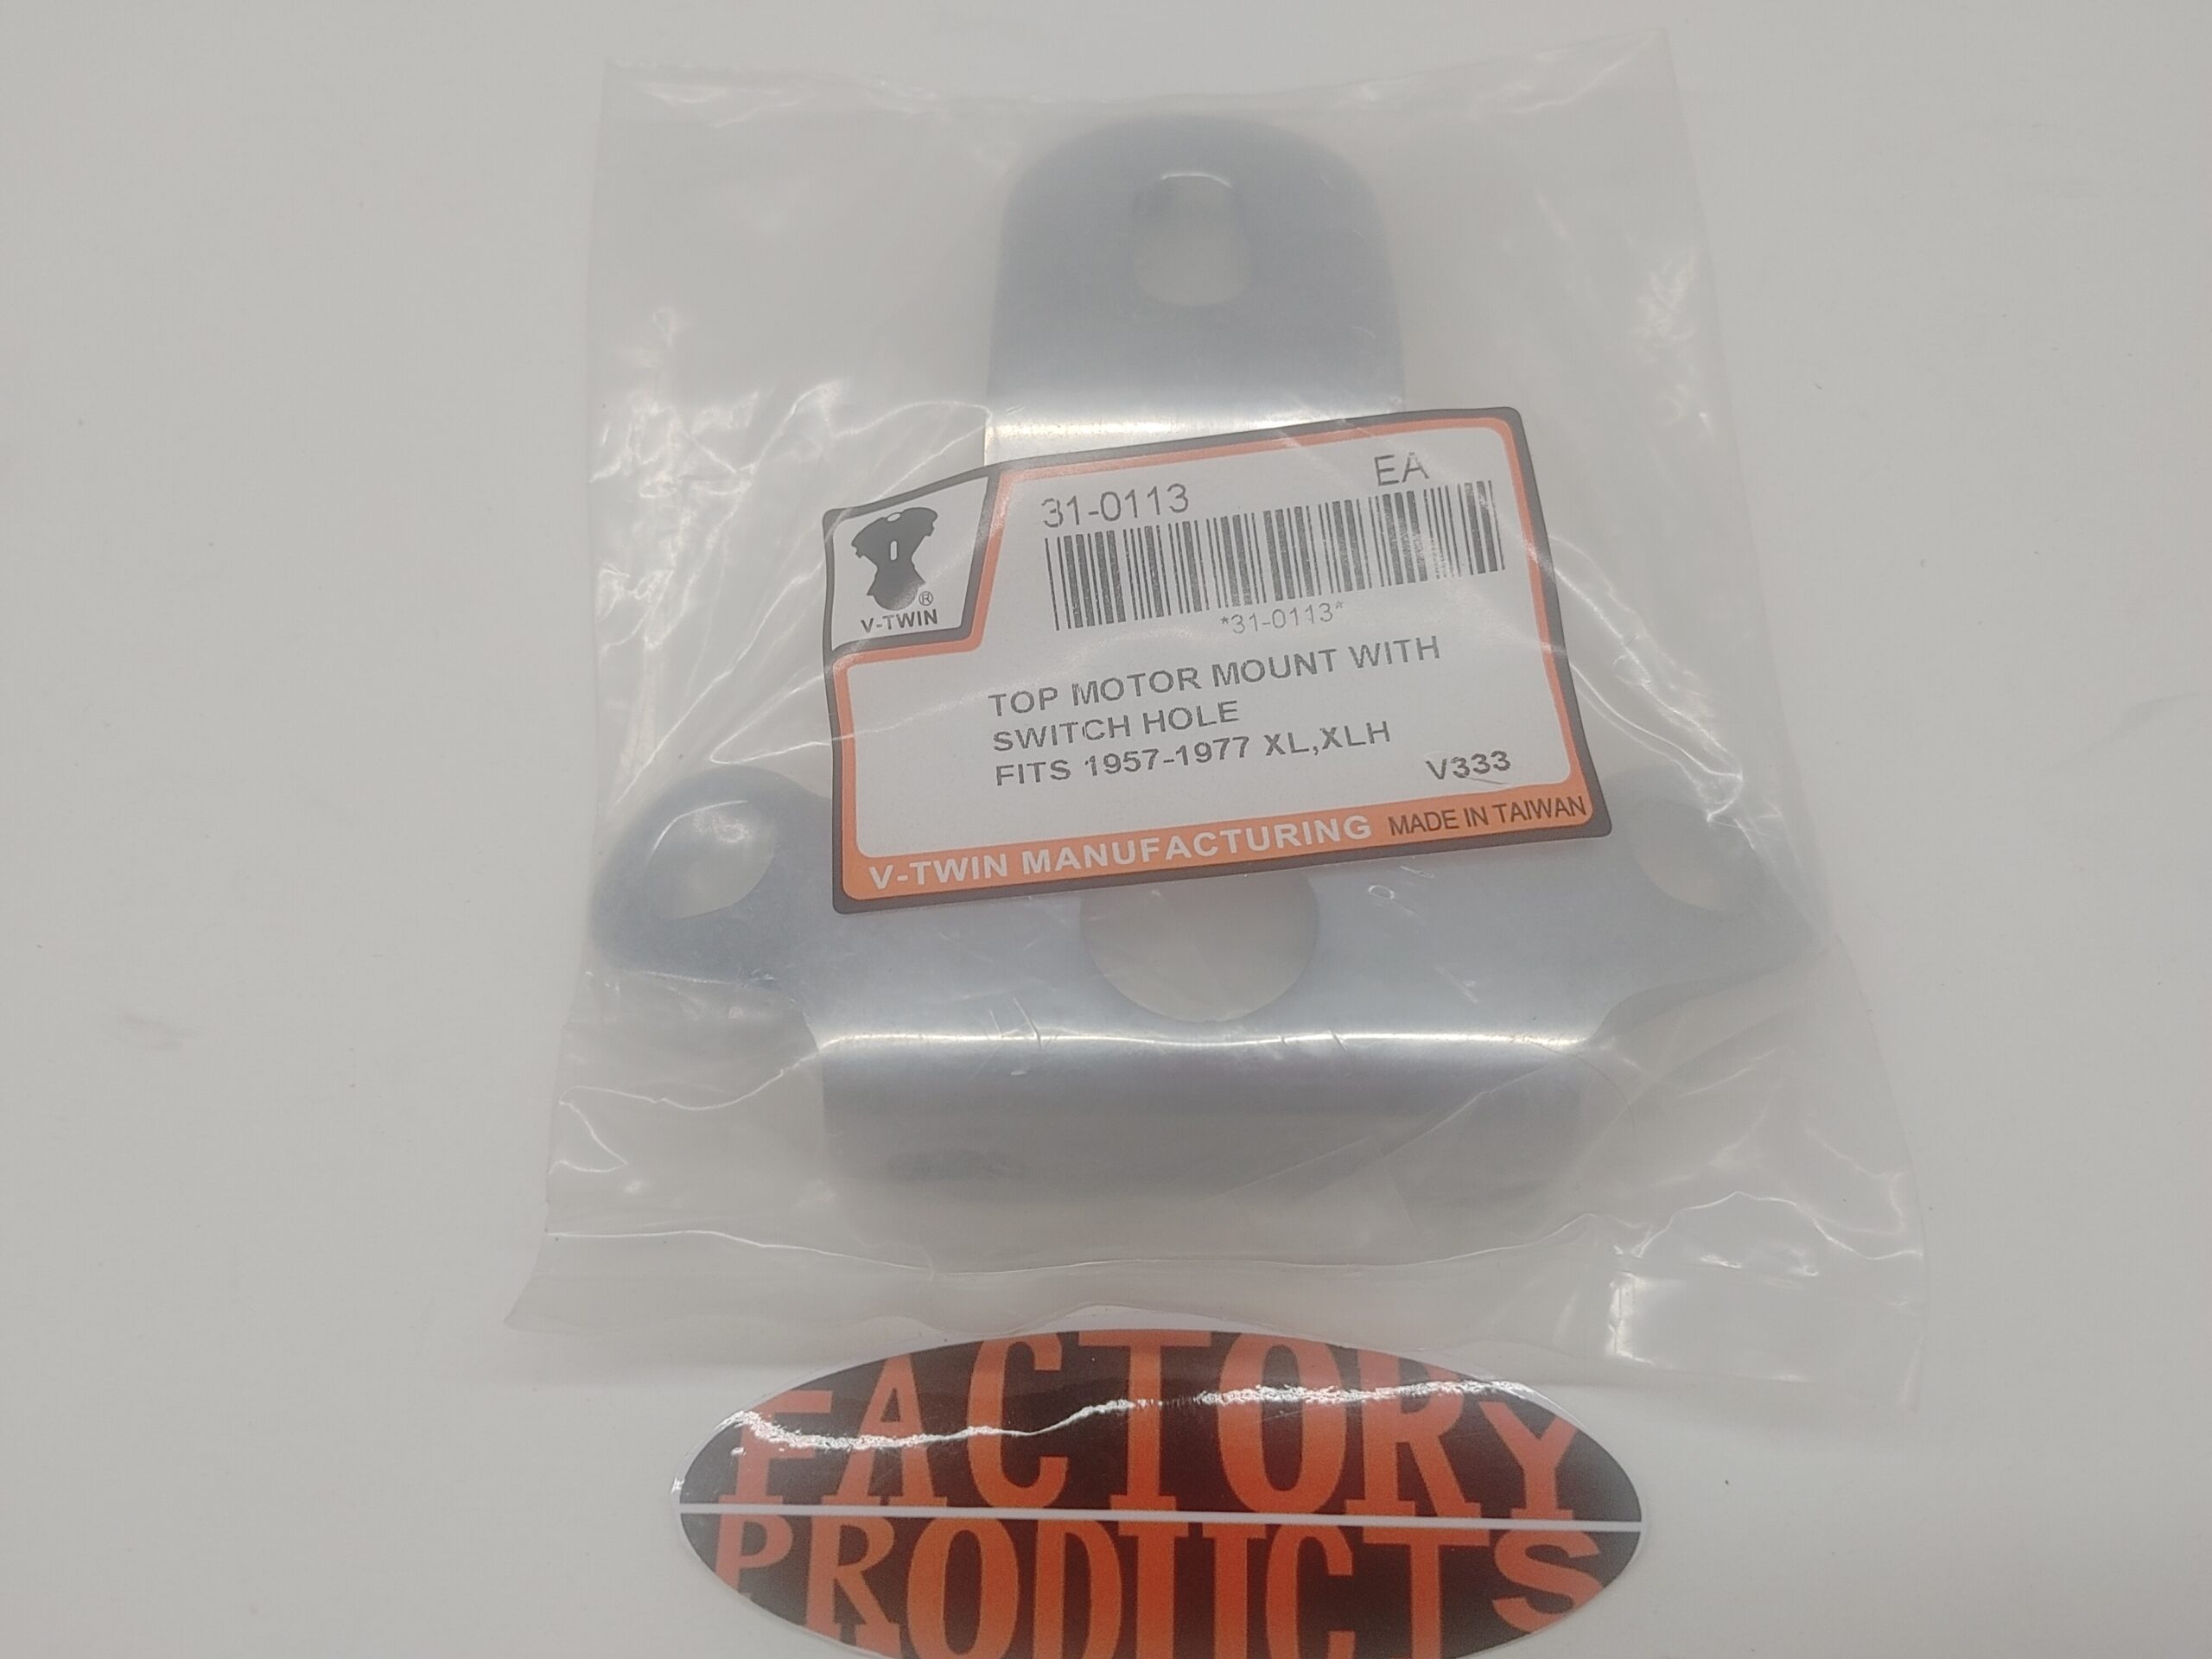 31-0113 EA
*31-0113*
® 
V-TWIN
TOP MOTOR MOUNT WITH
SWITCH HOLE
FITS 1957-1977 XL,XLH
V333
V-TWIN MANUFACTURING MADE IN TAIWAN
FACTORY
PRODUCTS